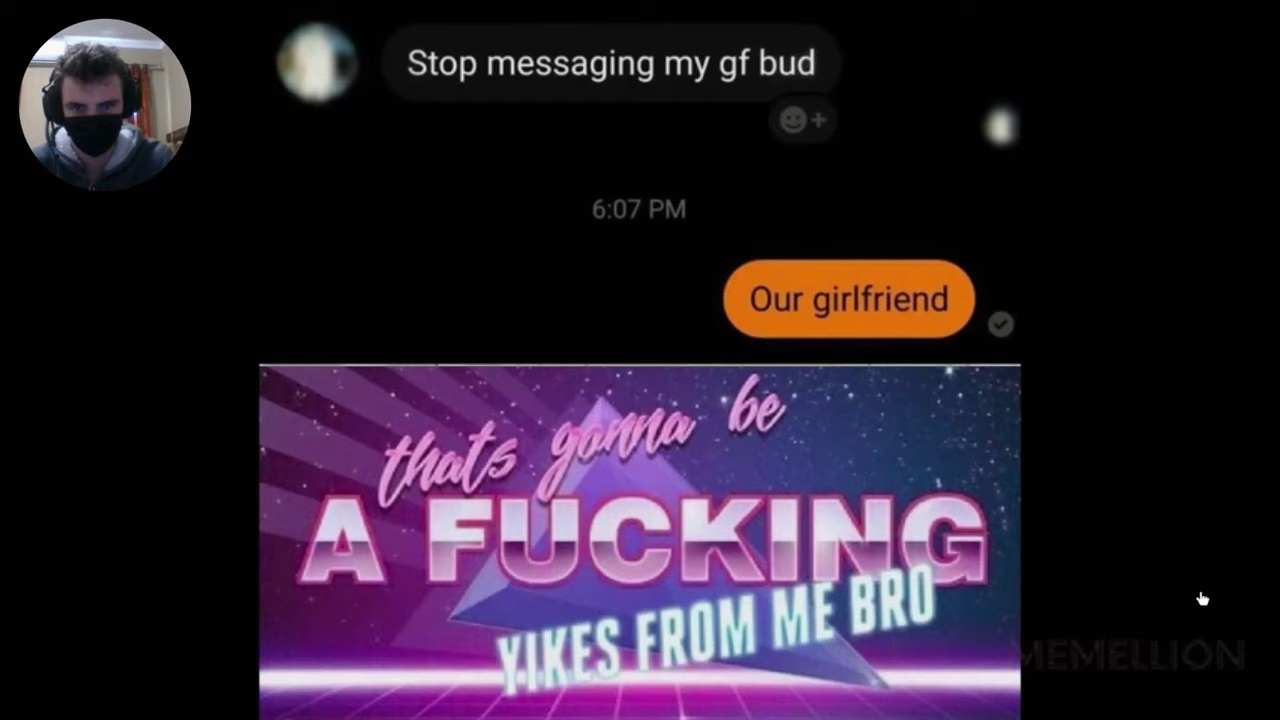 Stop messaging my gf bud
6:07 PM
Our girlfriend
thats gonna be
A FUCKING
YIKES FROM ME BRO
MEMELLION